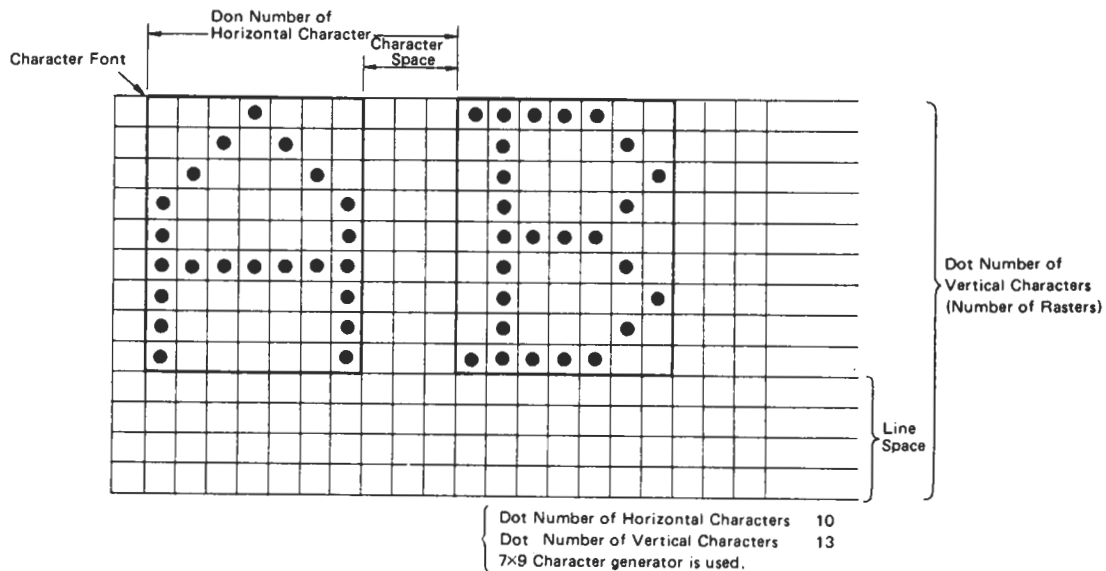 Don Number of
Horizontal Character
Character
Space
Character Font
Dot Number of
Vertical Characters
(Number of Rasters)
Line
Space
Dot Number of Horizontal Characters 10
Dot Number of Vertical Characters 13
7×9 Character generator is used.